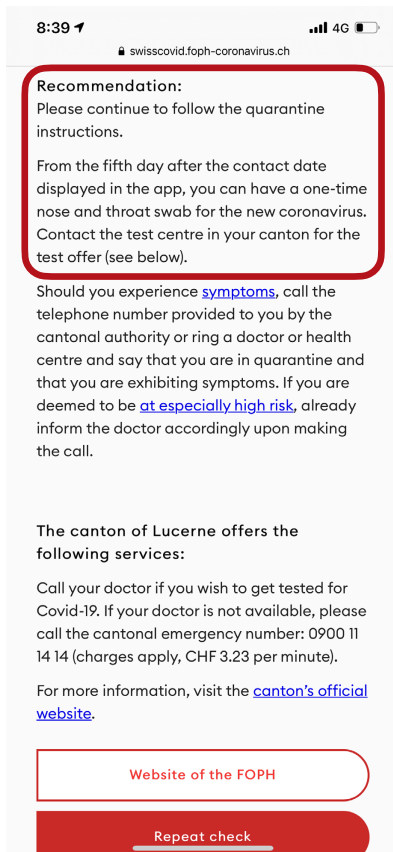 8:39
4G
swisscovid.foph-coronavirus.ch
Recommendation:
Please continue to follow the quarantine
instructions.
From the fifth day after the contact date
displayed in the app, you can have a one-time
nose and throat swab for the new coronavirus.
Contact the test centre in your canton for the
test offer (see below).
Should you experience symptoms, call the
telephone number provided to you by the
cantonal authority or ring a doctor or health
centre and say that you are in quarantine and
that you are exhibiting symptoms. If you are
deemed to be at especially high risk, already
inform the doctor accordingly upon making
the call.
The canton of Lucerne offers the
following services:
Call your doctor if you wish to get tested for
Covid-19. If your doctor is not available, please
call the cantonal emergency number: 0900 11
14 14 (charges apply, CHF 3.23 per minute).
For more information, visit the canton's official
website.
Website of the FOPH
Repeat check